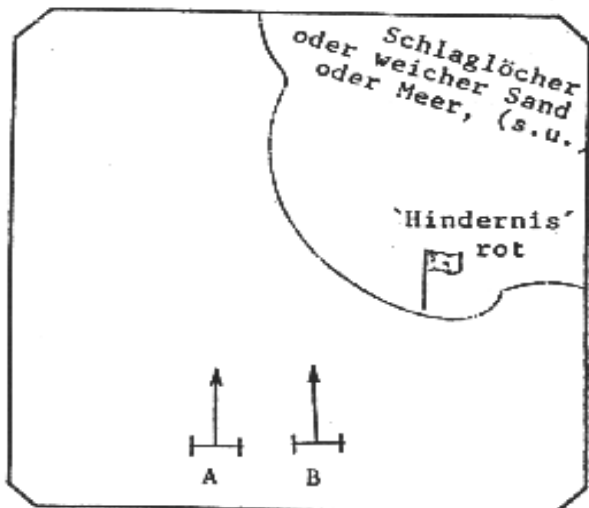 Schlaglöcher
oder weicher Sand
oder Meer, (s.u.
'Hindernis'
rot
A B